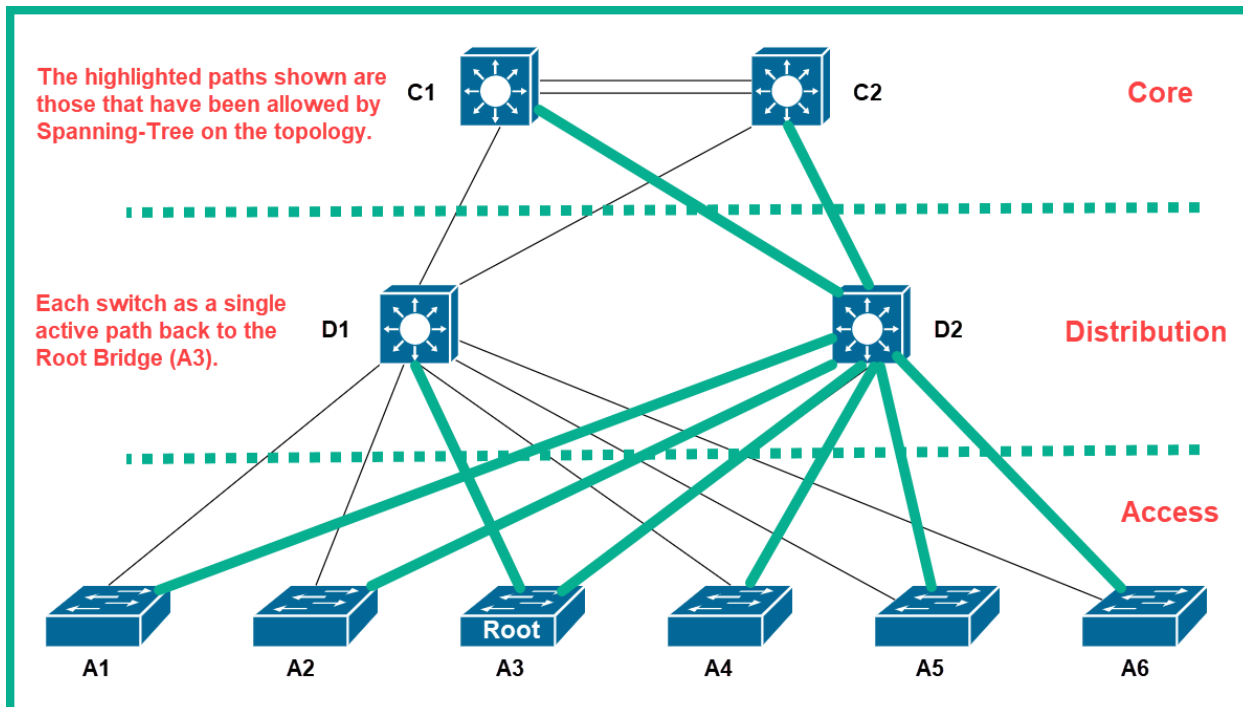 The highlighted paths shown are
those that have been allowed by
Spanning-Tree on the topology.
C1
C2
Core
Each switch as a single
active path back to the
Root Bridge (A3).
D1
D2
Distribution
Access
Root
A1
A2
A3
A4
A5
A6